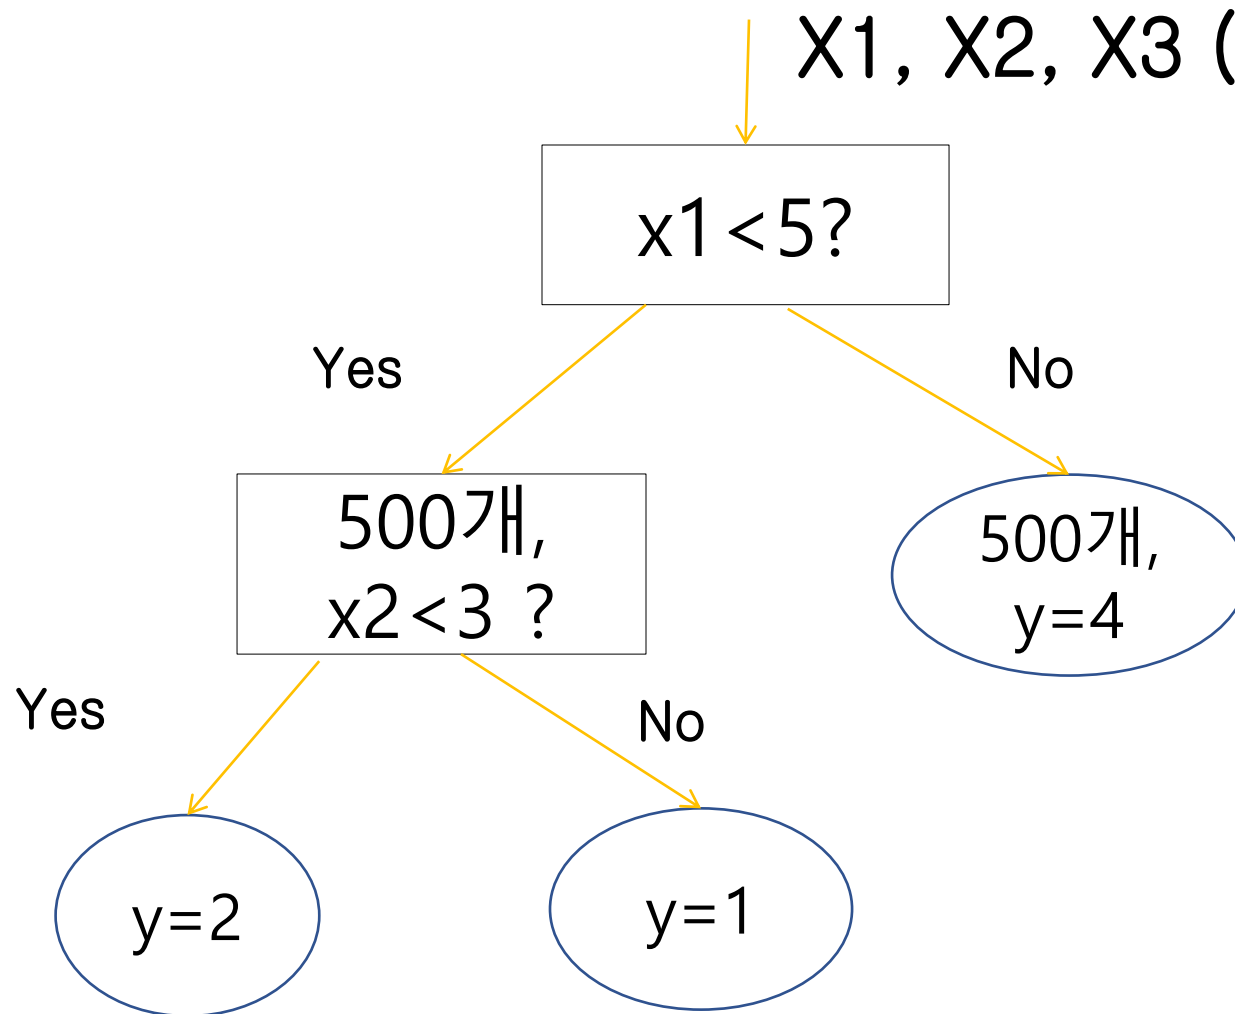 X1, X2, X3 (
x1<5?
Yes
No
500개,
x2<3 ?
500개,
y=4
Yes
No
y=2
y=1